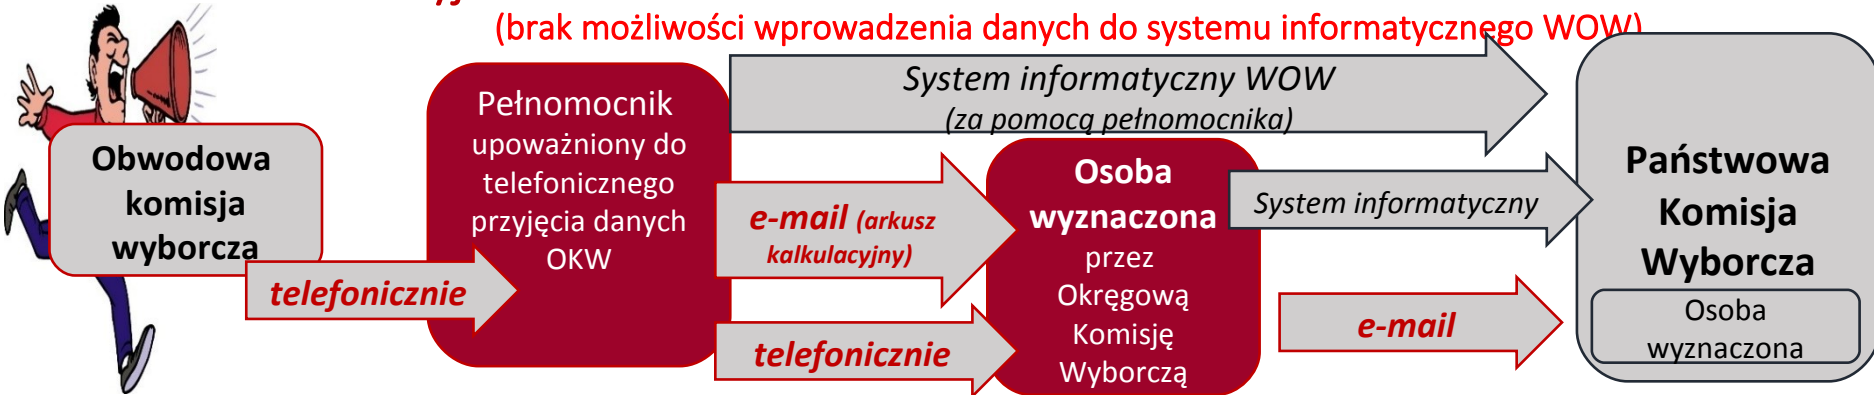 (brak możliwości wprowadzenia danych do systemu informatycznego WOW)
Obwodowa
komisja
wyborcza
telefonicznie
Pełnomocnik
upoważniony do
telefonicznego
przyjęcia danych
OKW
System informatyczny WOW
(za pomocą pełnomocnika)
e-mail (arkusz
kalkulacyjny)
telefonicznie
Osoba
wyznaczona
przez
Okręgową
Komisję
Wyborczą
System informatyczny
e-mail
Państwowa
Komisja
Wyborcza
Osoba
wyznaczona